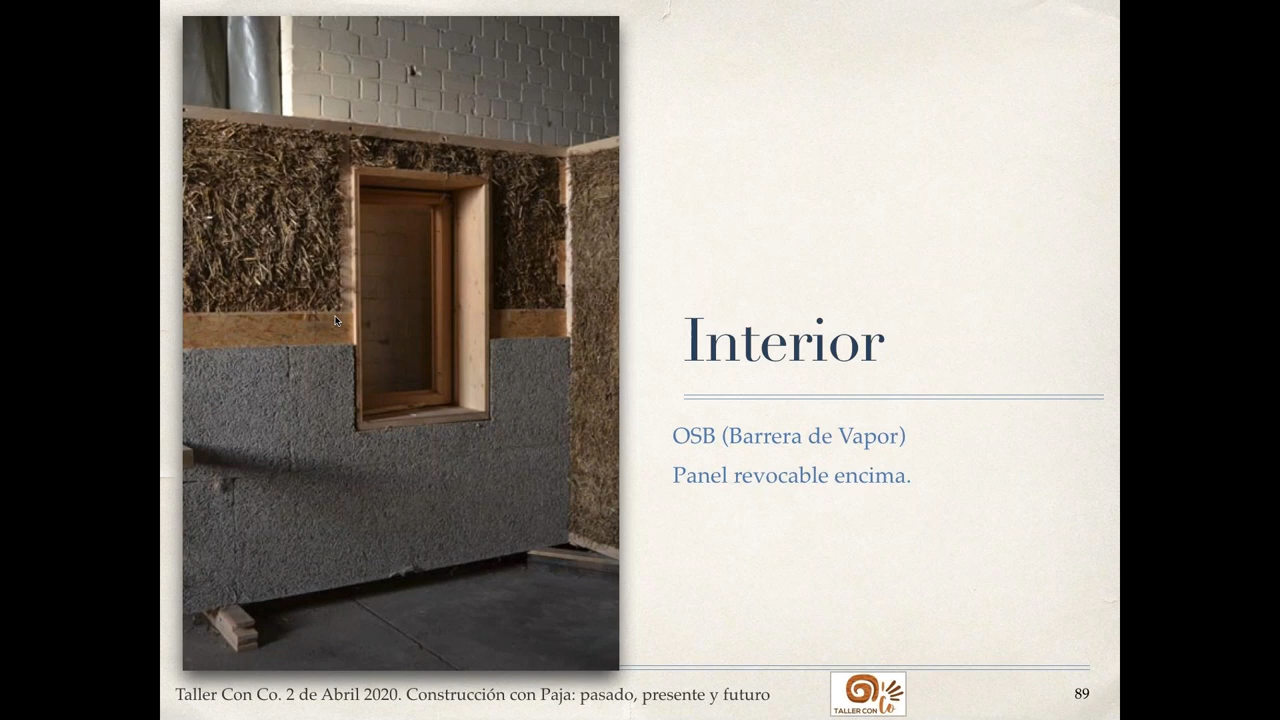 Interior
OSB (Barrera de Vapor)
Panel revocable encima.
Taller Con Co. 2 de Abril 2020. Construcción con Paja: pasado, presente y futuro
TALLER CON Co
89